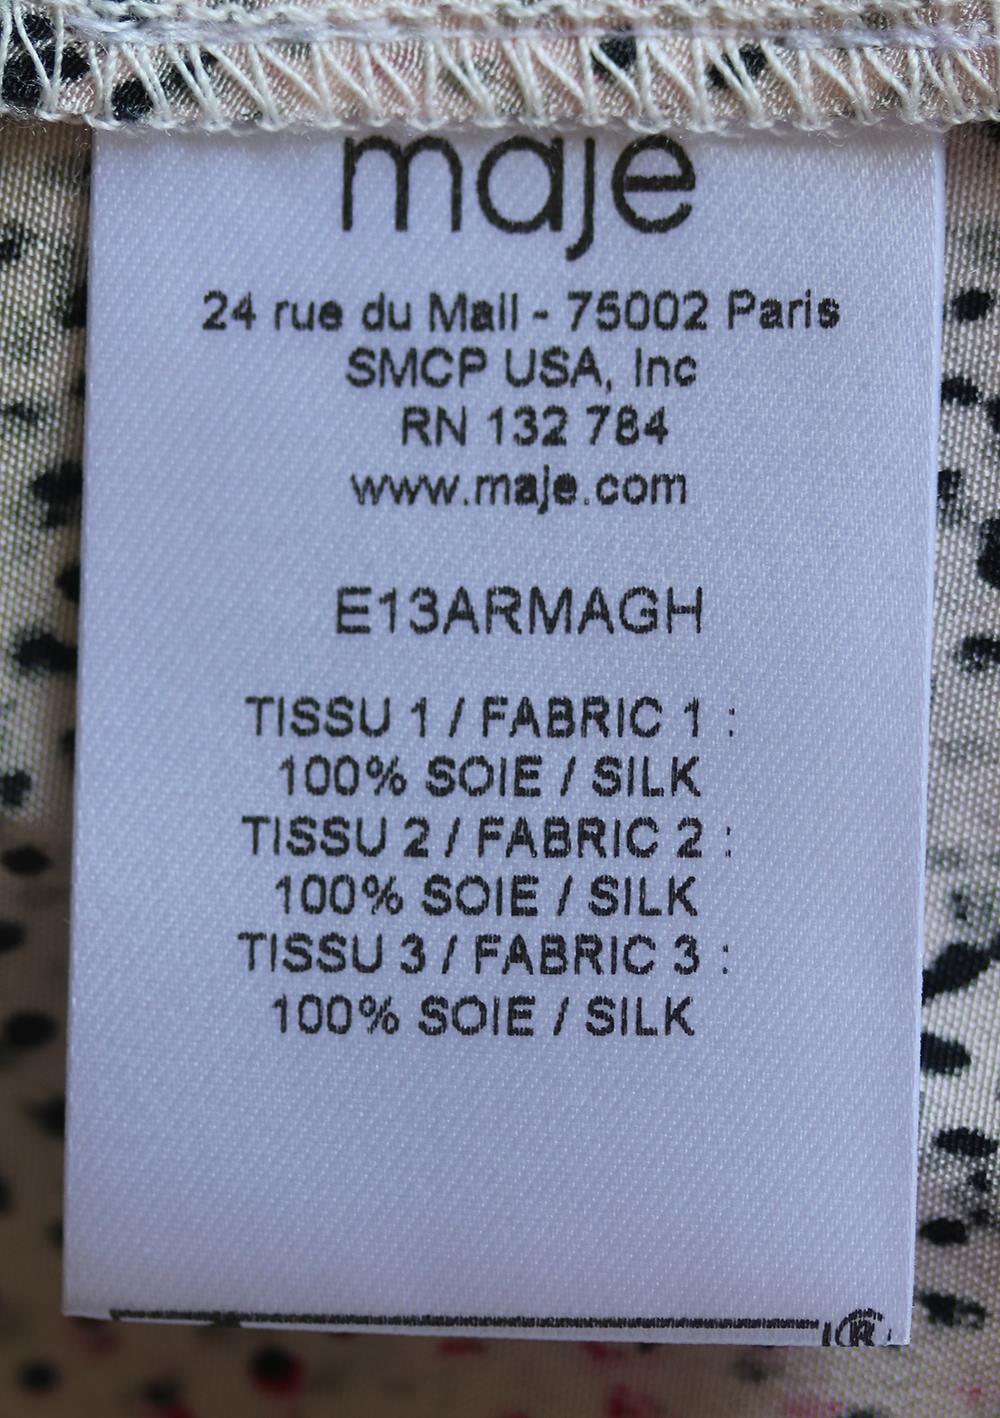 maje
24 rue du Mail - 75002 Paris
SMCP USA, Inc
RN 132 784
www.maje.com
E13ARMAGH
TISSU 1 / FABRIC 1 :
100% SOIE / SILK
TISSU 2 / FABRIC 2 :
100% SOIE / SILK
TISSU 3 / FABRIC 3 :
100% SOIE / SILK
®